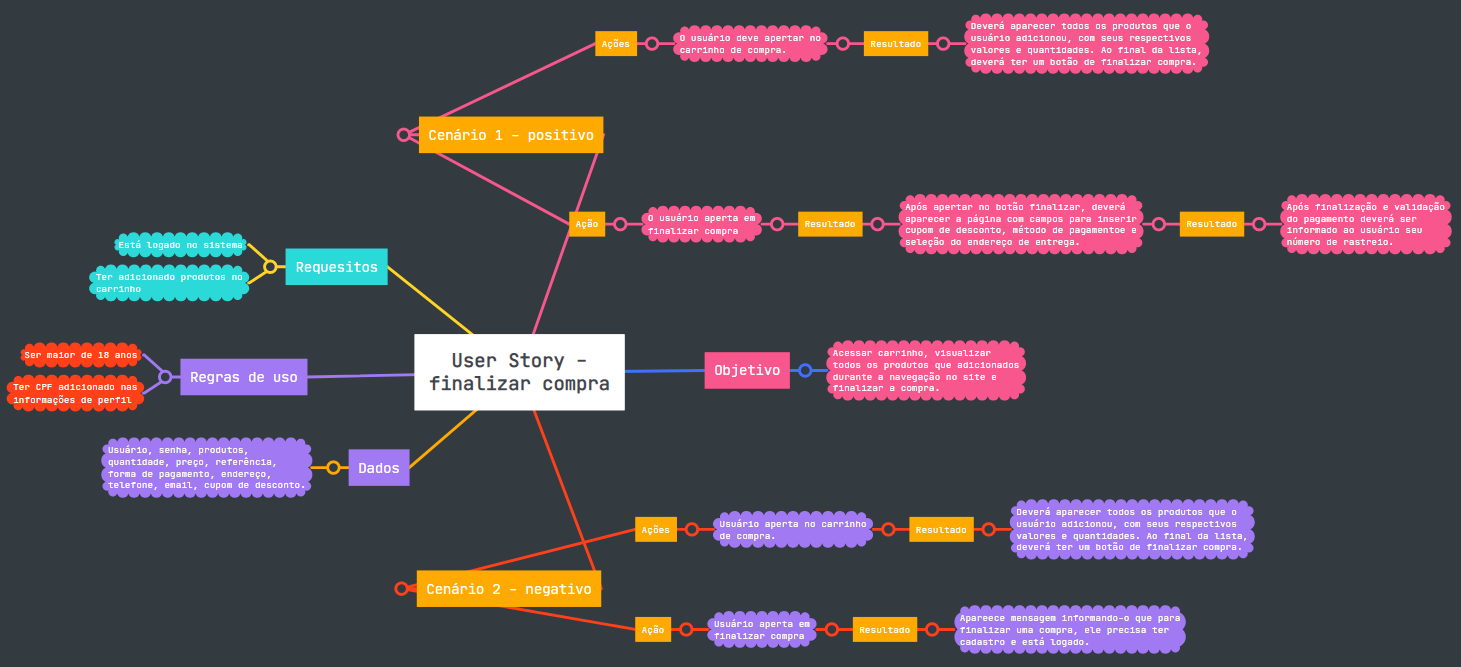 Ações
O usuário deve apertar no
carrinho de compra.
Resultado
Deverá aparecer todos os produtos que o
usuário adicionou, com seus respectivos
valores e quantidades. Ao final da lista,
deverá ter um botão de finalizar compra.
Cenário 1 - positivo
Ação
O usuário aperta em
finalizar compra
Resultado
Após apertar no botão finalizar, deverá
aparecer a página com campos para inserir
cupom de desconto, método de pagamentoe e
seleção do endereço de entrega.
Resultado
Após finalização e validação
do pagamento deverá ser
informado ao usuário seu
número de rastreio.
Está logado no sistema
Ter adicionado produtos no
carrinho
Requesitos
Ser maior de 18 anos
Ter CPF adicionado nas
informações de perfil
Regras de uso
User Story -
finalizar compra
Objetivo
Acessar carrinho, visualizar
todos os produtos que adicionados
durante a navegação no site e
finalizar a compra.
Usuário, senha, produtos,
quantidade, preço, referência,
forma de pagamento, endereço,
telefone, email, cupom de desconto.
Dados
Ações
Usuário aperta no carrinho
de compra.
Resultado
Deverá aparecer todos os produtos que o
usuário adicionou, com seus respectivos
valores e quantidades. Ao final da lista,
deverá ter um botão de finalizar compra.
Cenário 2 - negativo
Ação
Usuário aperta em
finalizar compra
Resultado
Apareece mensagem informando-o que para
finalizar uma compra, ele precisa ter
cadastro e está logado.